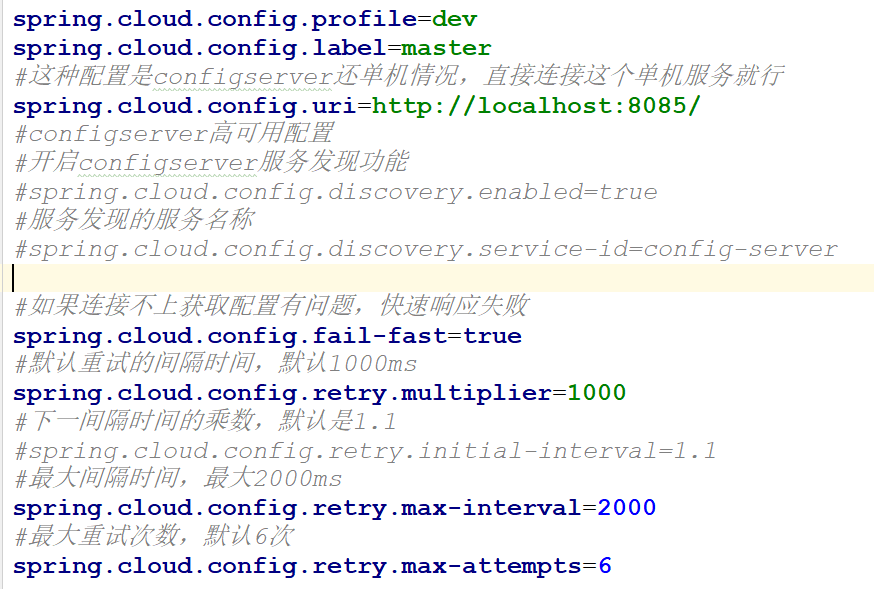 spring.cloud.config.profile=dev
spring.cloud.config.label=master
#这种配置是configserver还单机情况，直接连接这个单机服务就行
spring.cloud.config.uri=http://localhost:8085/
#configserver高可用配置
#开启configserver服务发现功能
#spring.cloud.config.discovery.enabled=true
#服务发现的服务名称
#spring.cloud.config.discovery.service-id=config-server
#如果连接不上获取配置有问题，快速响应失败
spring.cloud.config.fail-fast=true
#默认重试的间隔时间，默认1000ms
spring.cloud.config.retry.multiplier=1000
#下一间隔时间的乘数，默认是1.1
#spring.cloud.config.retry.initial-interval=1.1
#最大间隔时间，最大2000ms
spring.cloud.config.retry.max-interval=2000
#最大重试次数，默认6次
spring.cloud.config.retry.max-attempts=6